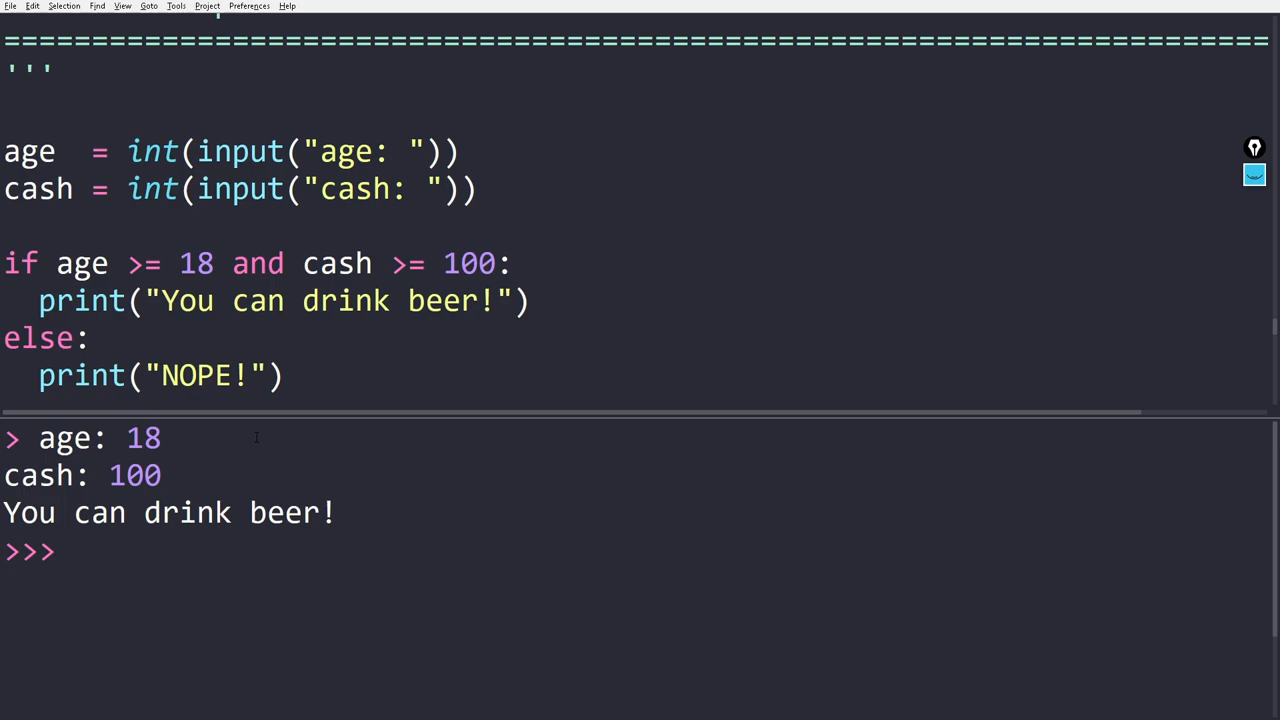 File Edit Selection Find View Goto Tools Project Preferences Help
========================================================================
'''
age  = int(input("age: "))
cash = int(input("cash: "))
if age >= 18 and cash >= 100:
  print("You can drink beer!")
else:
  print("NOPE!")
> age: 18
cash: 100
You can drink beer!
>>>